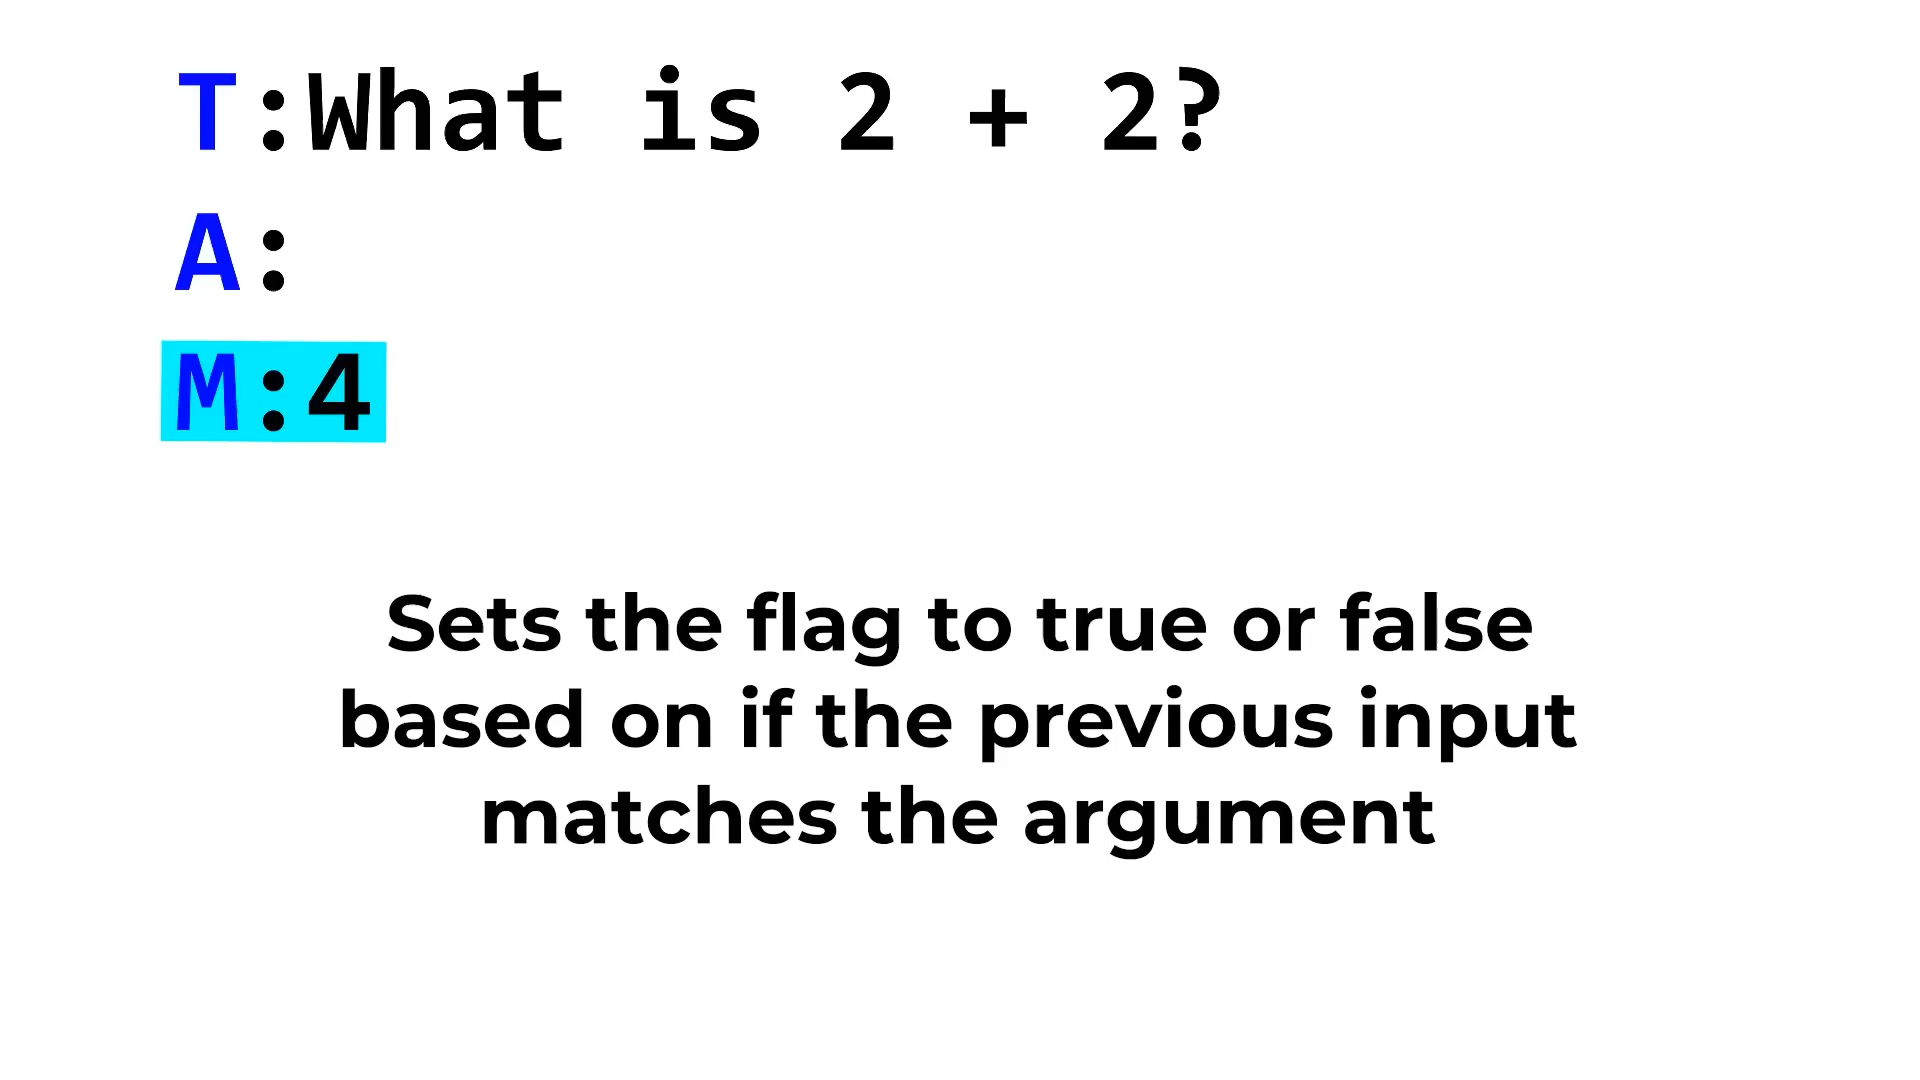 T:What is 2 + 2?
A:
M:4
Sets the flag to true or false
based on if the previous input
matches the argument